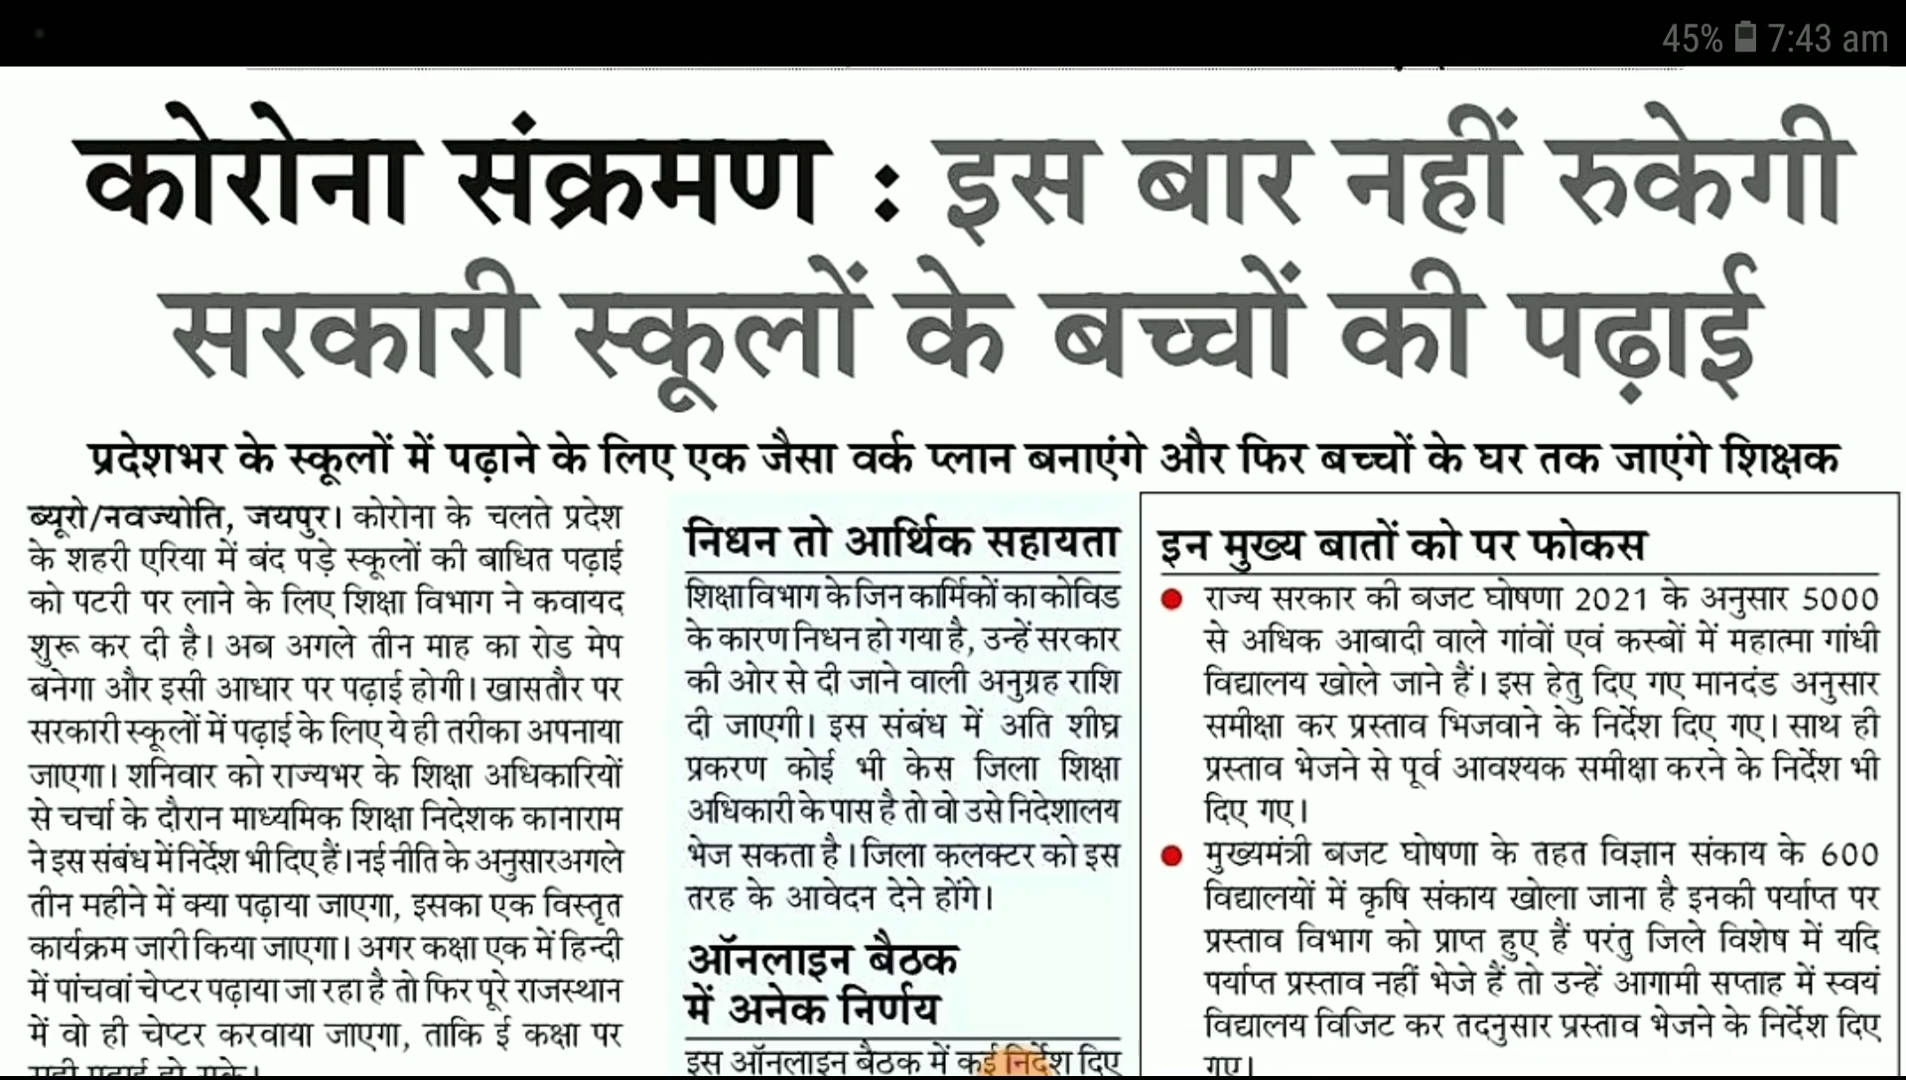 45% 7:43 am
कोरोना संक्रमण : इस बार नहीं रुकेगी
सरकारी स्कूलों के बच्चों की पढ़ाई
प्रदेशभर के स्कूलों में पढ़ाने के लिए एक जैसा वर्क प्लान बनाएंगे और फिर बच्चों के घर तक जाएंगे शिक्षक
ब्यूरो/नवज्योति, जयपुर। कोरोना के चलते प्रदेश
के शहरी एरिया में बंद पड़े स्कूलों की बाधित पढ़ाई
को पटरी पर लाने के लिए शिक्षा विभाग ने कवायद
शुरू कर दी है। अब अगले तीन माह का रोड मेप
बनेगा और इसी आधार पर पढ़ाई होगी। खासतौर पर
सरकारी स्कूलों में पढ़ाई के लिए ये ही तरीका अपनाया
जाएगा। शनिवार को राज्यभर के शिक्षा अधिकारियों
से चर्चा के दौरान माध्यमिक शिक्षा निदेशक कानाराम
ने इस संबंध में निर्देश भी दिए हैं। नई नीति के अनुसार अगले
तीन महीने में क्या पढ़ाया जाएगा, इसका एक विस्तृत
कार्यक्रम जारी किया जाएगा। अगर कक्षा एक में हिन्दी
में पांचवां चेप्टर पढ़ाया जा रहा है तो फिर पूरे राजस्थान
में वो ही चेप्टर करवाया जाएगा, ताकि ई कक्षा पर
निधन तो आर्थिक सहायता
शिक्षा विभाग के जिन कार्मिकों का कोविड
के कारण निधन हो गया है, उन्हें सरकार
की ओर से दी जाने वाली अनुग्रह राशि
दी जाएगी। इस संबंध में अति शीघ्र
प्रकरण कोई भी केस जिला शिक्षा
अधिकारी के पास है तो वो उसे निदेशालय
भेज सकता है। जिला कलक्टर को इस
तरह के आवेदन देने होंगे।
ऑनलाइन बैठक
में अनेक निर्णय
इस ऑनलाइन बैठक में कई निर्देश दिए
इन मुख्य बातों को पर फोकस
राज्य सरकार की बजट घोषणा 2021 के अनुसार 5000
से अधिक आबादी वाले गांवों एवं कस्बों में महात्मा गांधी
विद्यालय खोले जाने हैं। इस हेतु दिए गए मानदंड अनुसार
समीक्षा कर प्रस्ताव भिजवाने के निर्देश दिए गए। साथ ही
प्रस्ताव भेजने से पूर्व आवश्यक समीक्षा करने के निर्देश भी
दिए गए।
मुख्यमंत्री बजट घोषणा के तहत विज्ञान संकाय के 600
विद्यालयों में कृषि संकाय खोला जाना है इनकी पर्याप्त पर
प्रस्ताव विभाग को प्राप्त हुए हैं परंतु जिले विशेष में यदि
पर्याप्त प्रस्ताव नहीं भेजे हैं तो उन्हें आगामी सप्ताह में स्वयं
विद्यालय विजिट कर तदनुसार प्रस्ताव भेजने के निर्देश दिए
गए।